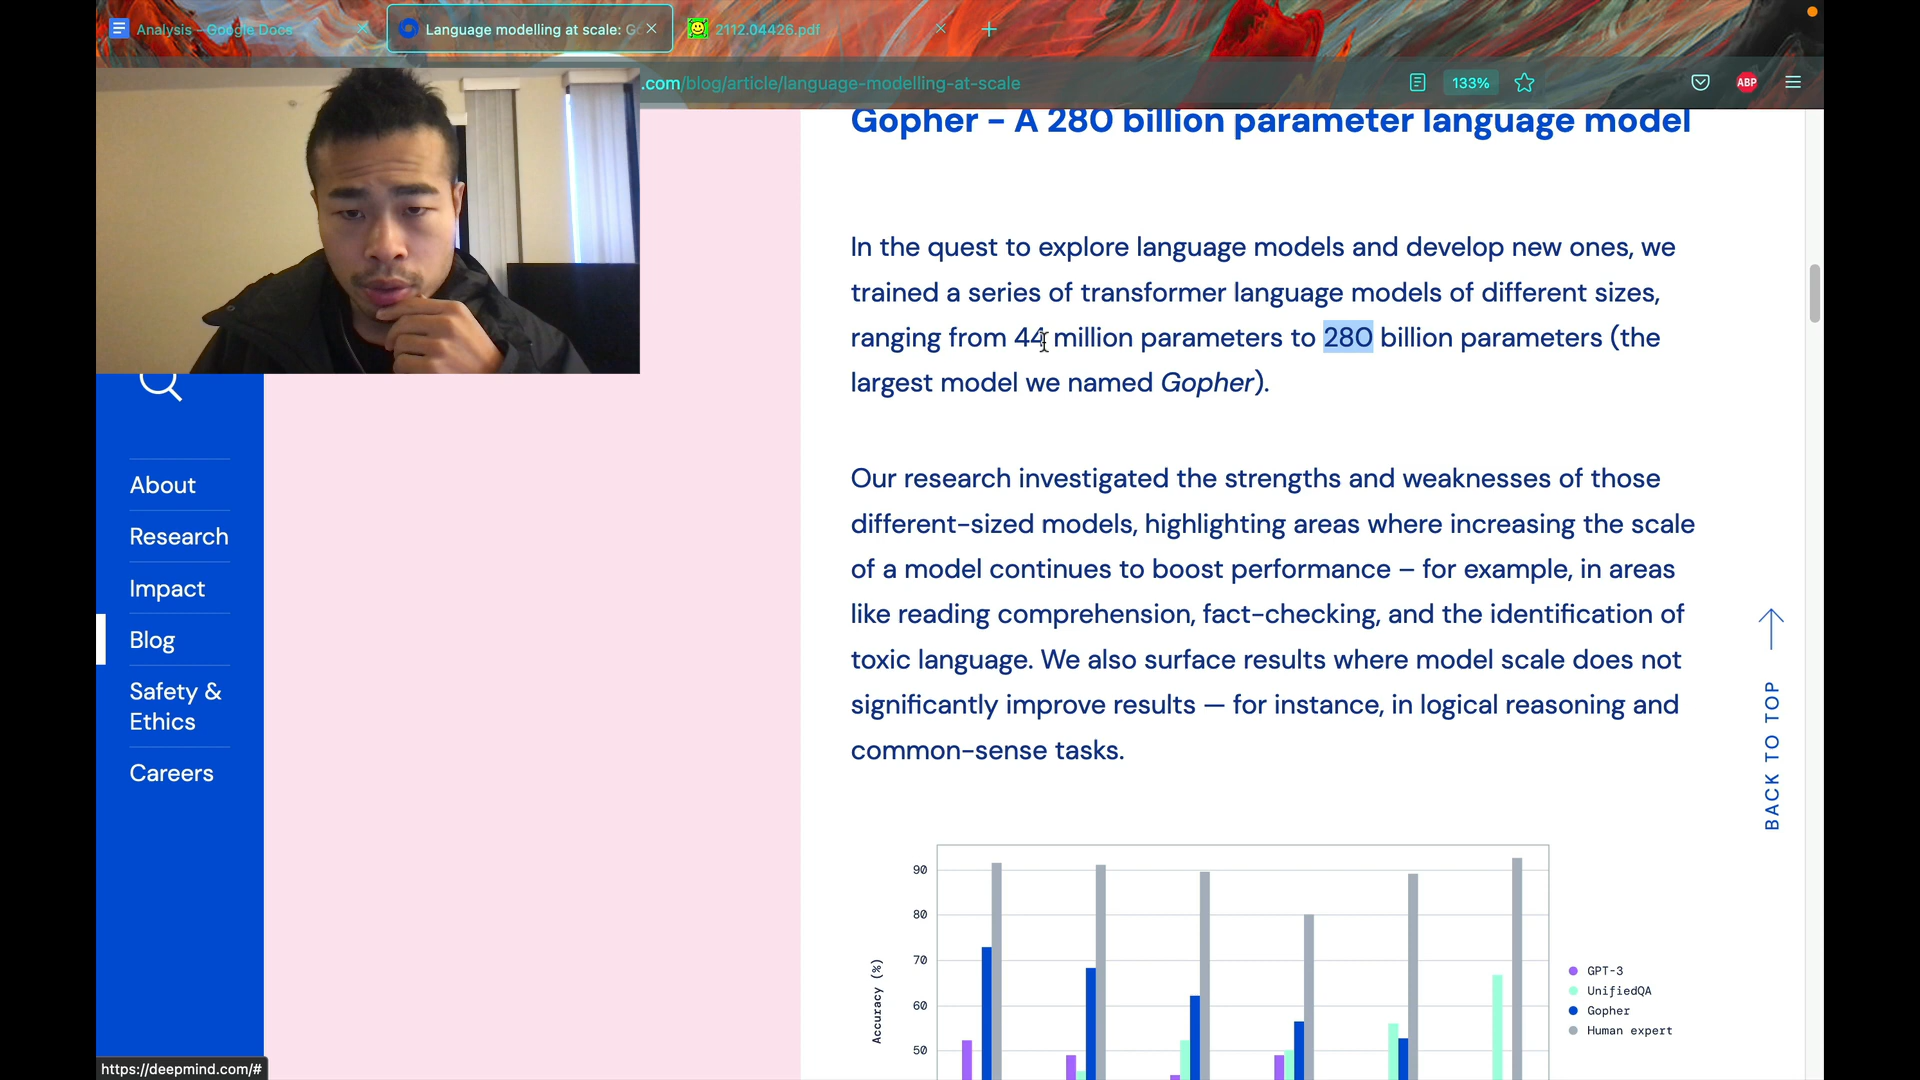 Analysis - Google Docs
Language modelling at scale: Go
2112.04426.pdf
.com/blog/article/language-modelling-at-scale
133%
ABP
Gopher - A 280 billion parameter language model
In the quest to explore language models and develop new ones, we
trained a series of transformer language models of different sizes,
ranging from 44 million parameters to 280 billion parameters (the
largest model we named Gopher).
About
Research
Impact
Blog
Safety &
Ethics
Careers
Our research investigated the strengths and weaknesses of those
different-sized models, highlighting areas where increasing the scale
of a model continues to boost performance – for example, in areas
like reading comprehension, fact-checking, and the identification of
toxic language. We also surface results where model scale does not
significantly improve results — for instance, in logical reasoning and
common-sense tasks.
BACK TO TOP
90
80
70
60
50
Accuracy (%)
GPT-3
UnifiedQA
Gopher
Human expert
https://deepmind.com/#